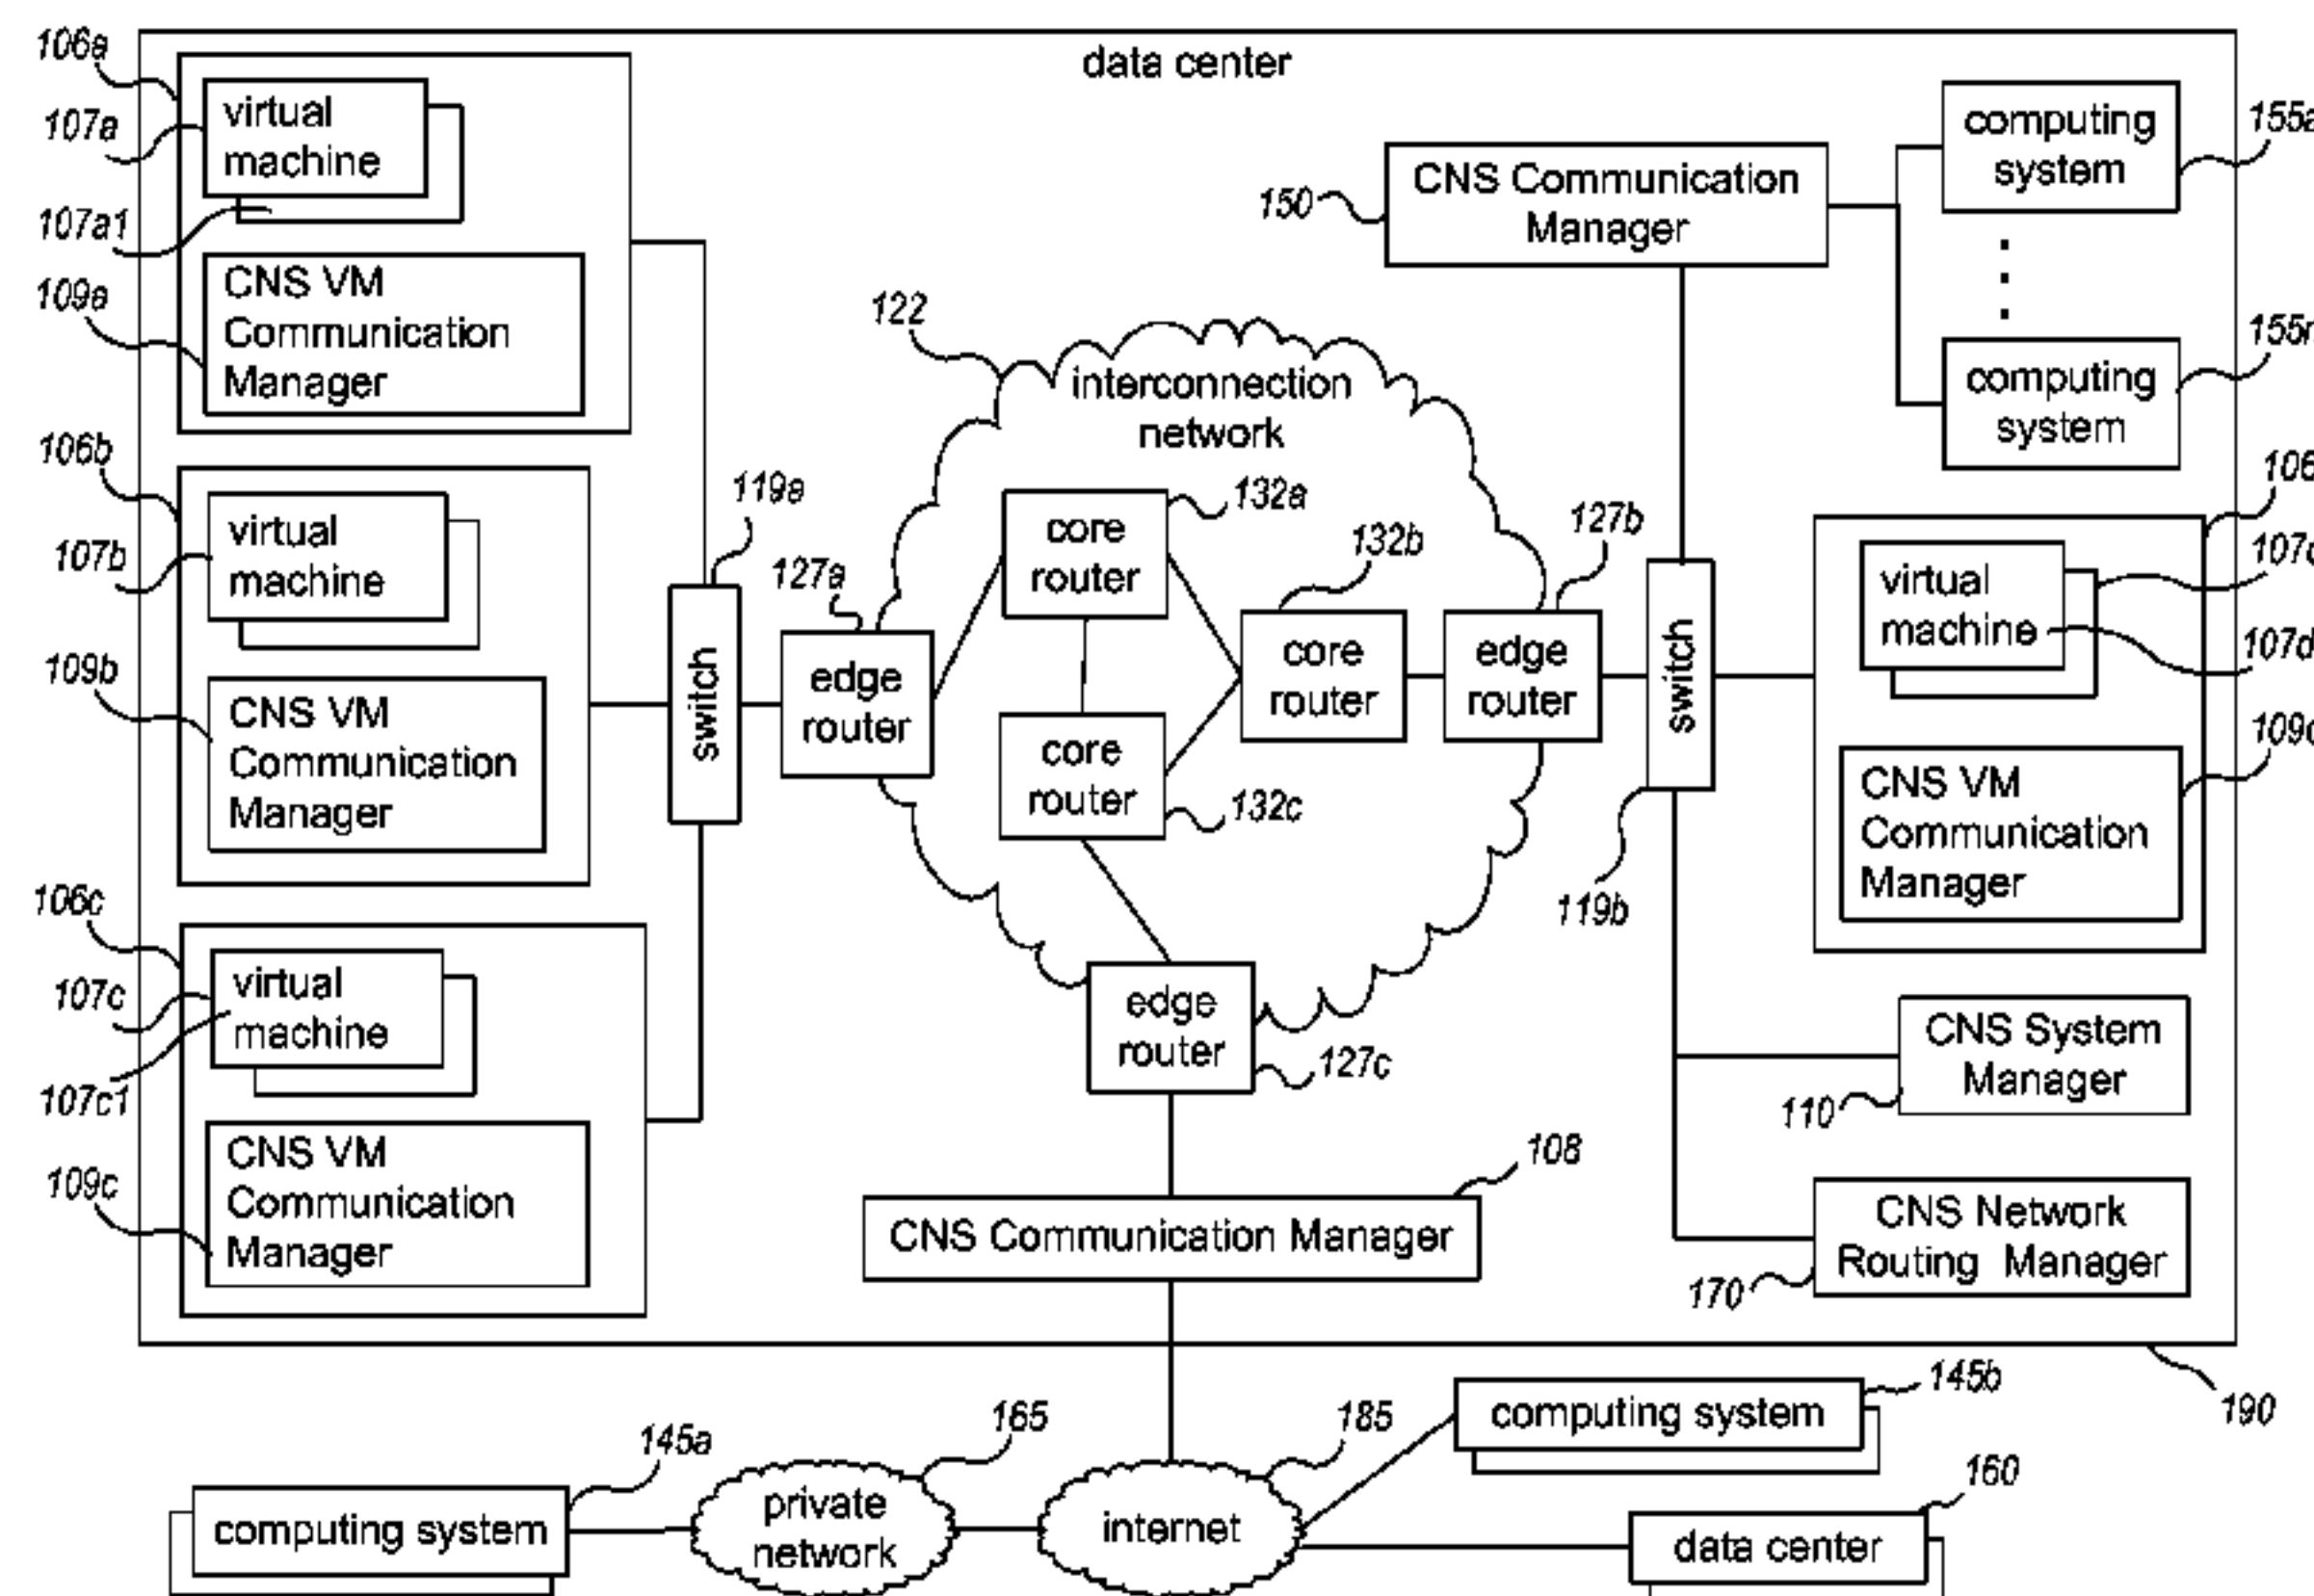 data center
106a
107a
virtual
machine
107a1
109a
CNS VM
Communication
Manager
106b
107b
virtual
machine
109b
CNS VM
Communication
Manager
106c
107c
virtual
machine
107c1
109c
CNS VM
Communication
Manager
119a
switch
127a
edge
router
122
interconnection
network
132a
core
router
132b
core
router
132c
core
router
127b
edge
router
127c
edge
router
108
CNS Communication Manager
150
CNS Communication
Manager
computing
system
155a
computing
system
119b
switch
106
virtual
machine
CNS VM
Communication
Manager
CNS System
Manager
110
CNS Network
Routing Manager
170
190
145a
computing system
165
private
network
185
internet
145b
computing system
160
data center